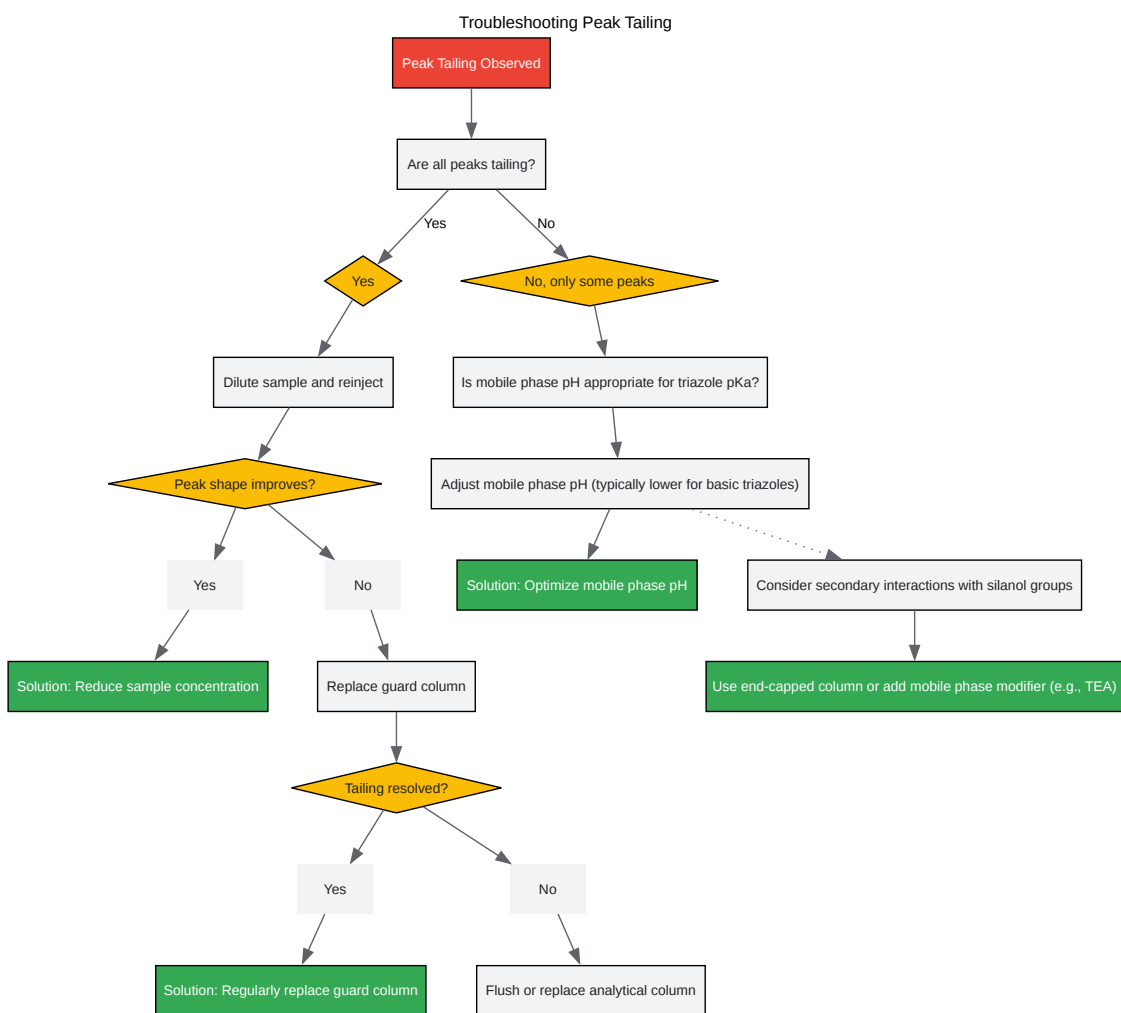 Troubleshooting Peak Tailing
Peak Tailing Observed
Are all peaks tailing?
Yes
No
Yes
No, only some peaks
Dilute sample and reinject
Is mobile phase pH appropriate for triazole pKa?
Peak shape improves?
Adjust mobile phase pH (typically lower for basic triazoles)
Yes
No
Solution: Optimize mobile phase pH
Consider secondary interactions with silanol groups
Solution: Reduce sample concentration
Replace guard column
Use end-capped column or add mobile phase modifier (e.g., TEA)
Tailing resolved?
Yes
No
Solution: Regularly replace guard column
Flush or replace analytical column